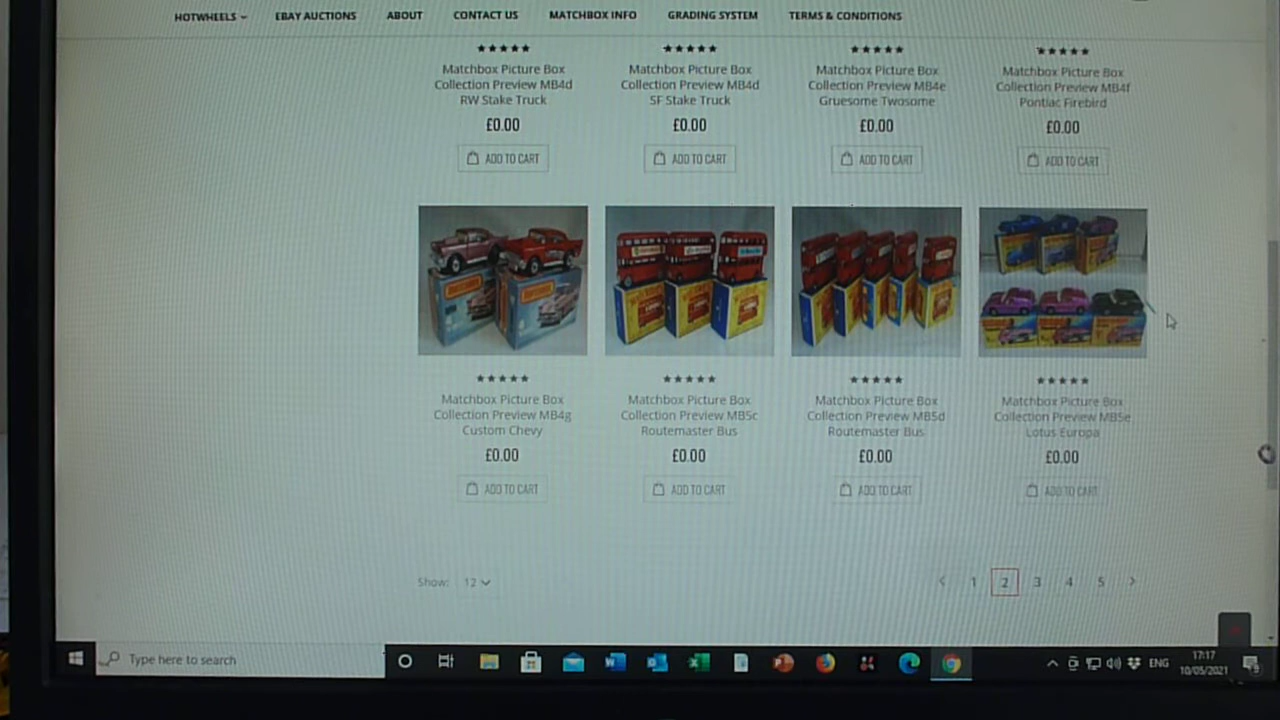 HOTWHEELS
EBAY AUCTIONS
ABOUT
CONTACT US
MATCHBOX INFO
GRADING SYSTEM
TERMS & CONDITIONS
Matchbox Picture Box
Collection Preview MB4d
RW Stake Truck
£0.00
ADD TO CART
Matchbox Picture Box
Collection Preview MB4d
SF Stake Truck
£0.00
ADD TO CART
Matchbox Picture Box
Collection Preview MB4e
Gruesome Twosome
£0.00
ADD TO CART
Matchbox Picture Box
Collection Preview MB4f
Pontiac Firebird
£0.00
ADD TO CART
Matchbox Picture Box
Collection Preview MB4g
Custom Chevy
£0.00
ADD TO CART
Matchbox Picture Box
Collection Preview MB5c
Routemaster Bus
£0.00
ADD TO CART
Matchbox Picture Box
Collection Preview MB5d
Routemaster Bus
£0.00
ADD TO CART
Matchbox Picture Box
Collection Preview MB5e
Lotus Europa
£0.00
ADD TO CART
Show: 12
1 2 3 4 5
Type here to search
ENG
17:17
10/05/2021